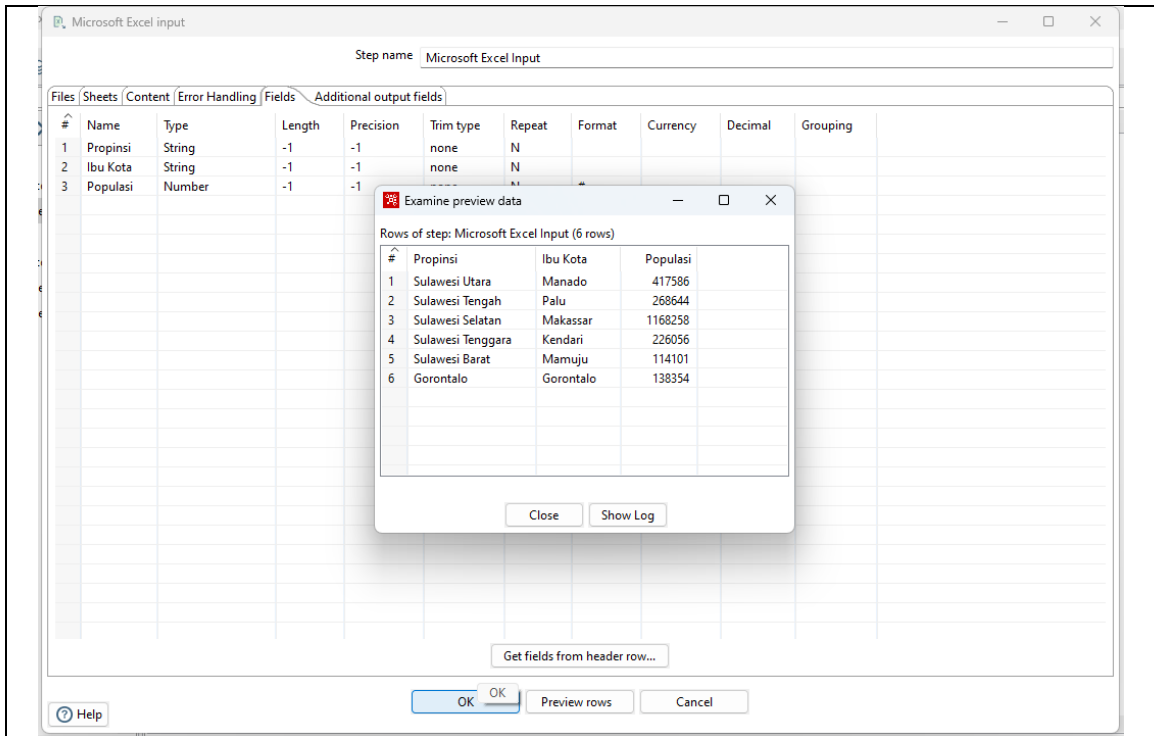 Microsoft Excel input
Step name Microsoft Excel Input
Files Sheets Content Error Handling Fields Additional output fields
# Name Type Length Precision Trim type Repeat Format Currency Decimal Grouping
1 Propinsi String -1 -1 none N
2 Ibu Kota String -1 -1 none N
3 Populasi Number -1 -1
Examine preview data
Rows of step: Microsoft Excel Input (6 rows)
# Propinsi Ibu Kota Populasi
1 Sulawesi Utara Manado 417586
2 Sulawesi Tengah Palu 268644
3 Sulawesi Selatan Makassar 1168258
4 Sulawesi Tenggara Kendari 226056
5 Sulawesi Barat Mamuju 114101
6 Gorontalo Gorontalo 138354
Close Show Log
Get fields from header row...
OK OK Preview rows Cancel
Help